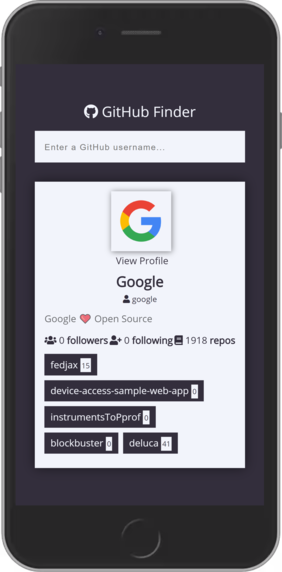 GitHub Finder
Enter a GitHub username...
View Profile
Google
google
Google ❤️ Open Source
0 followers 0 following 1918 repos
fedjax 15
device-access-sample-web-app 0
instrumentsToPprof 0
blockbuster 0 deluca 41